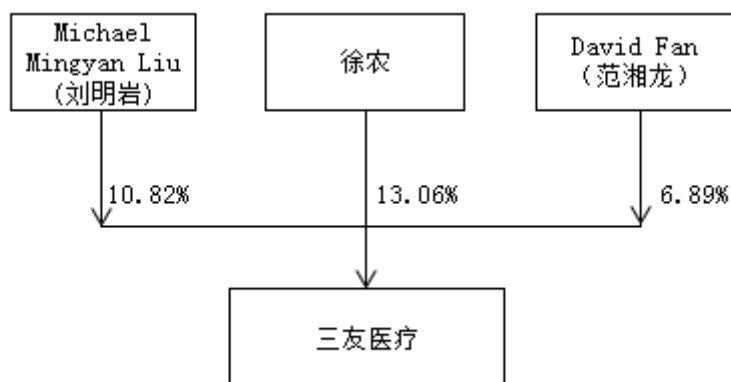 Michael
Mingyan Liu
(刘明岩)
徐农
David Fan
（范湘龙）
10.82%
13.06%
6.89%
三友医疗